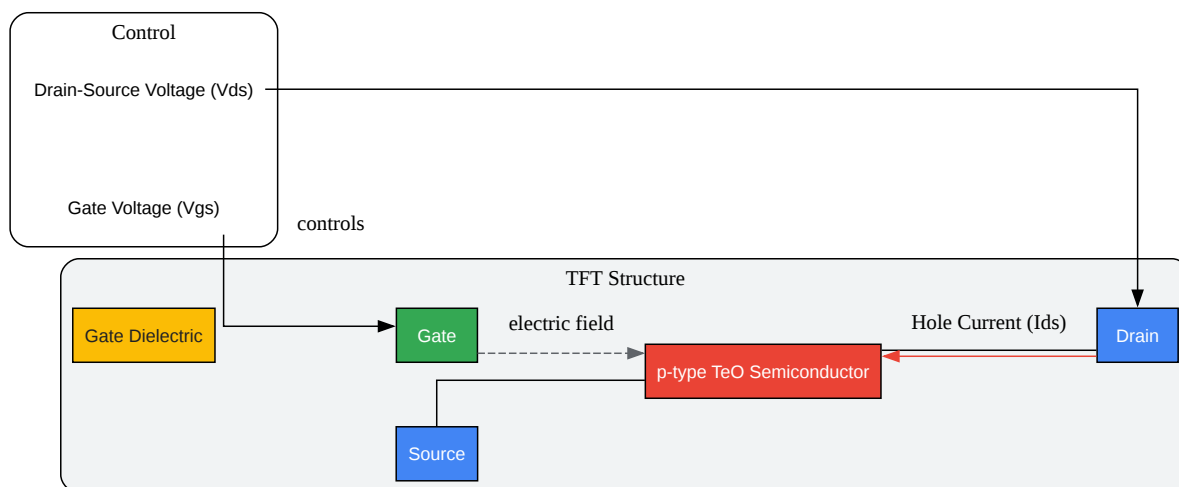 Control
Drain-Source Voltage (Vds)
Gate Voltage (Vgs)
controls
TFT Structure
Gate Dielectric
Gate
electric field
p-type TeO Semiconductor
Hole Current (Ids)
Drain
Source